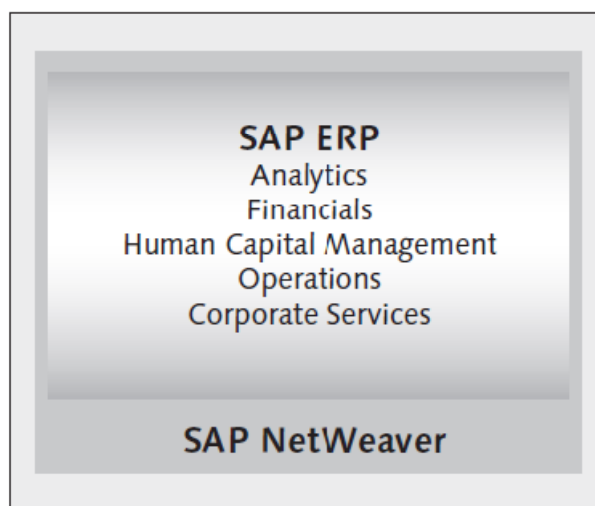 SAP ERP
Analytics
Financials
Human Capital Management
Operations
Corporate Services
SAP NetWeaver